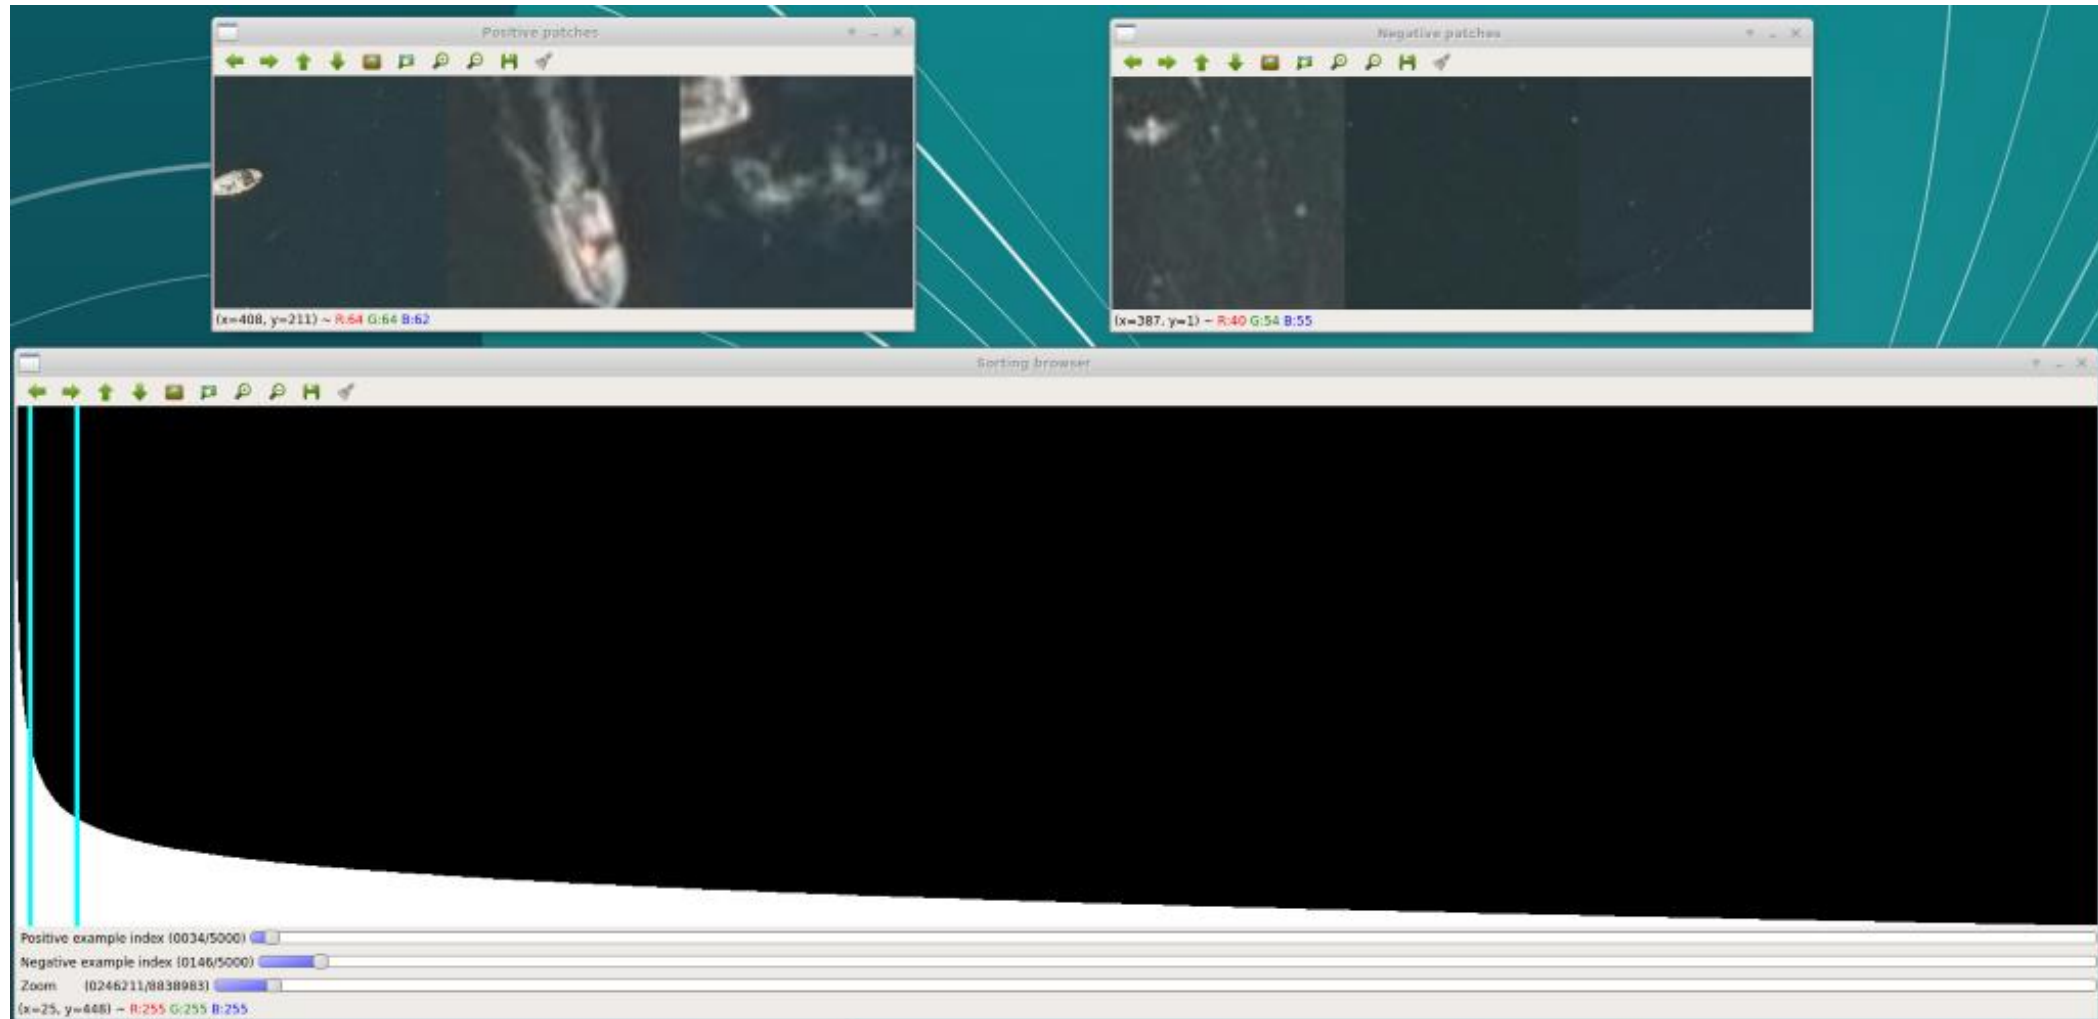 Positive patches
Negative patches
(x=408, y=211) ~ R:64 G:64 B:62
(x=387, y=1) ~ R:40 G:54 B:55
Sorting browser
Positive example index (0034/5000)
Negative example index (0146/5000)
Zoom (0246211/8838983)
(x=25, y=448) ~ R:255 G:255 B:255